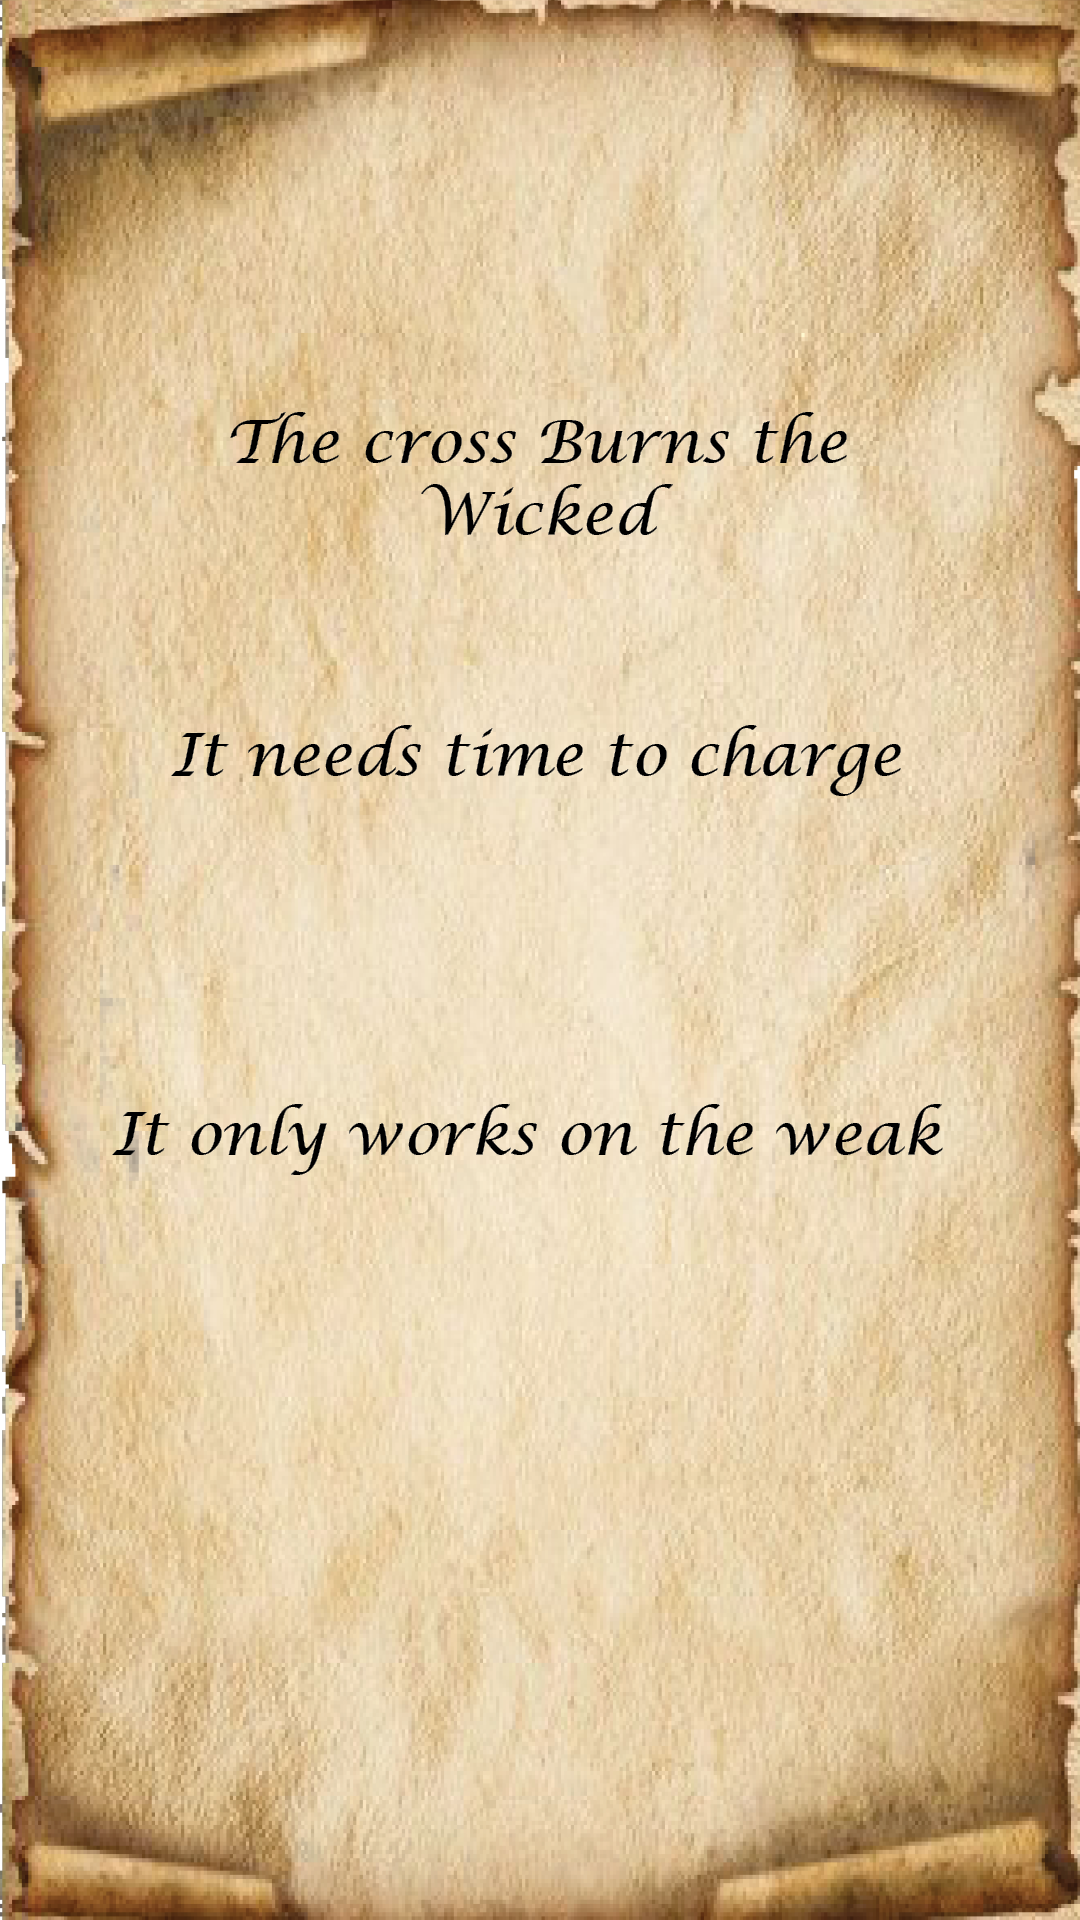 The cross Burns the
Wicked
It needs time to charge
It only works on the weak